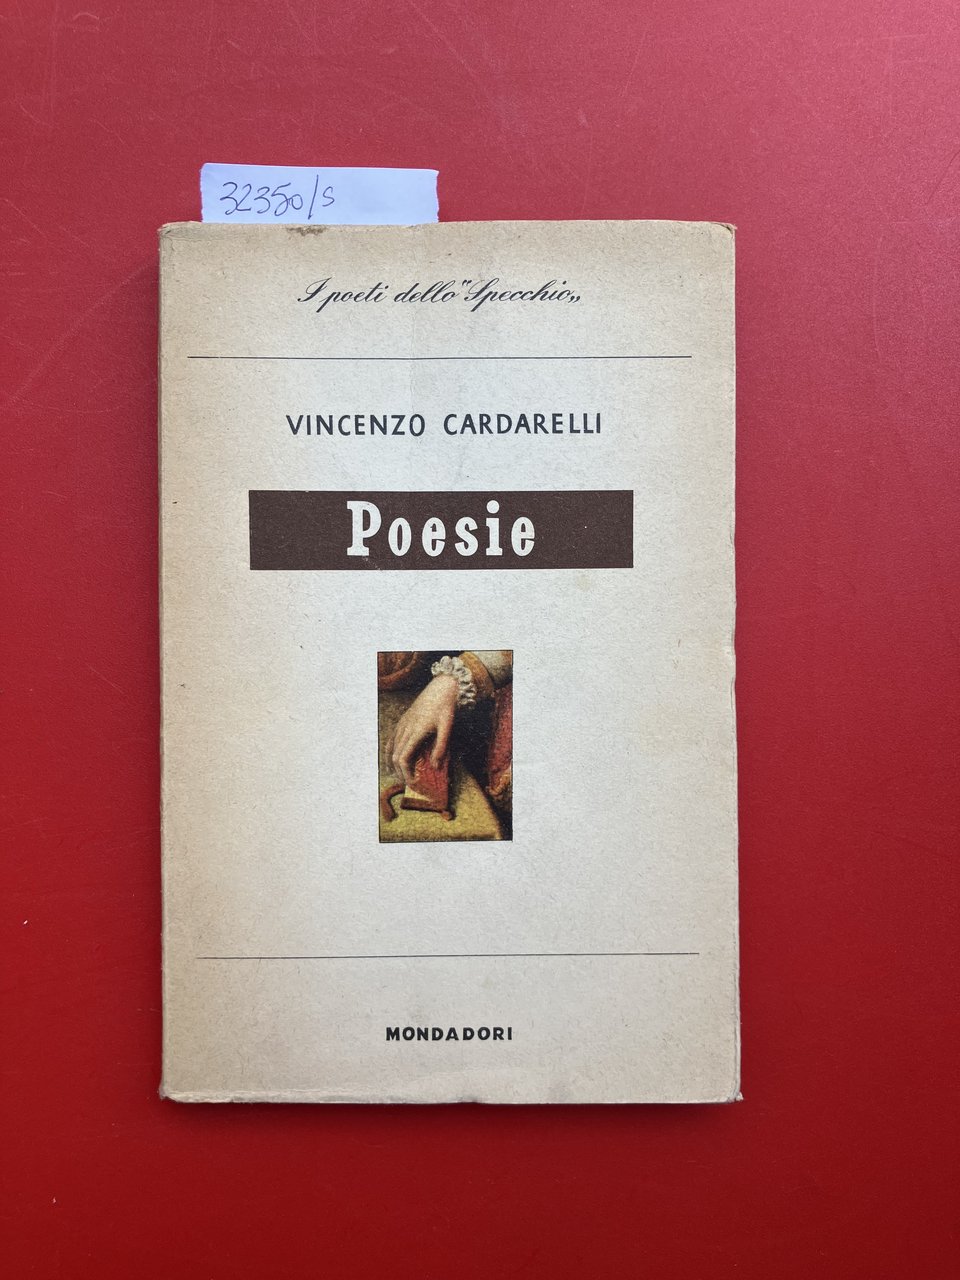 32350/s
I poeti dello "Specchio„
VINCENZO CARDARELLI
Poesie
MONDADORI